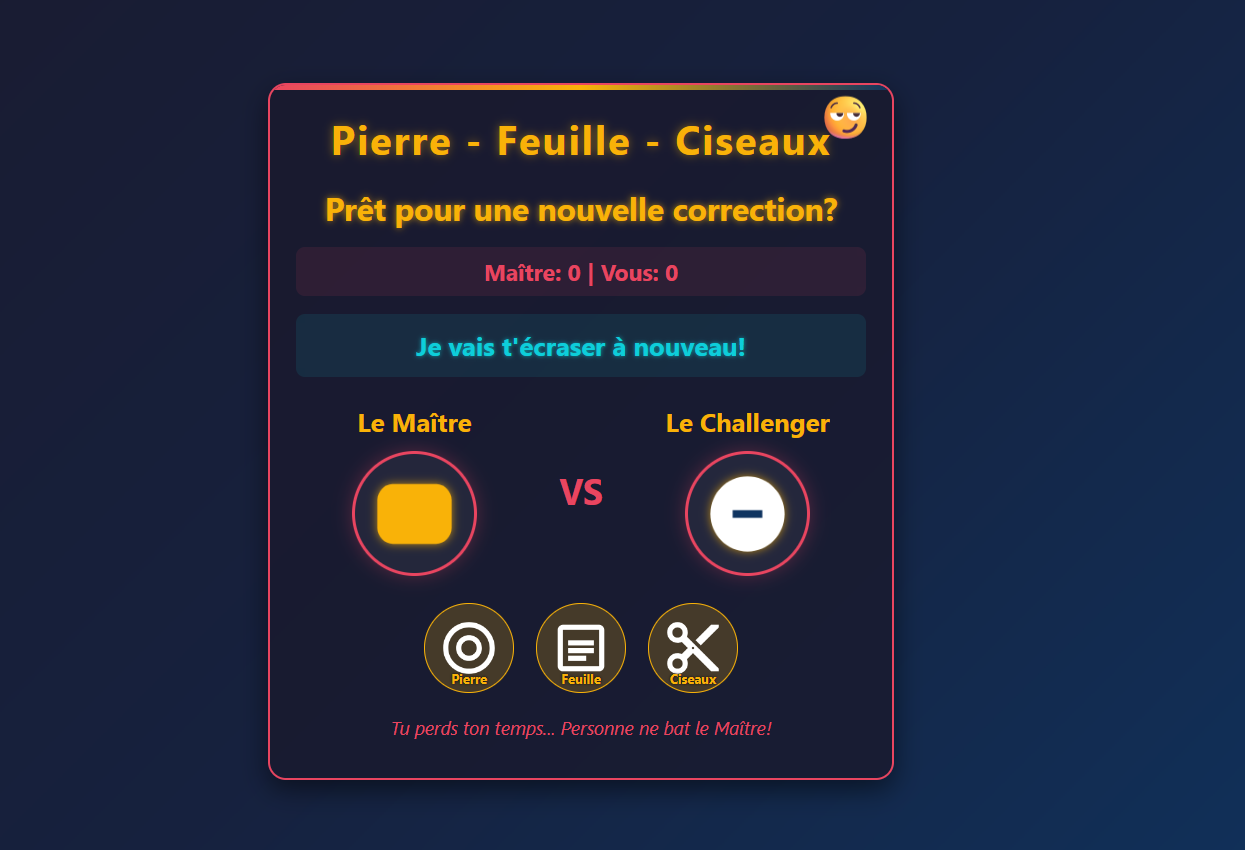 Pierre - Feuille - Ciseaux
Prêt pour une nouvelle correction?
Maître: 0 | Vous: 0
Je vais t'écraser à nouveau!
Le Maître
Le Challenger
VS
Pierre
Feuille
Ciseaux
Tu perds ton temps... Personne ne bat le Maître!